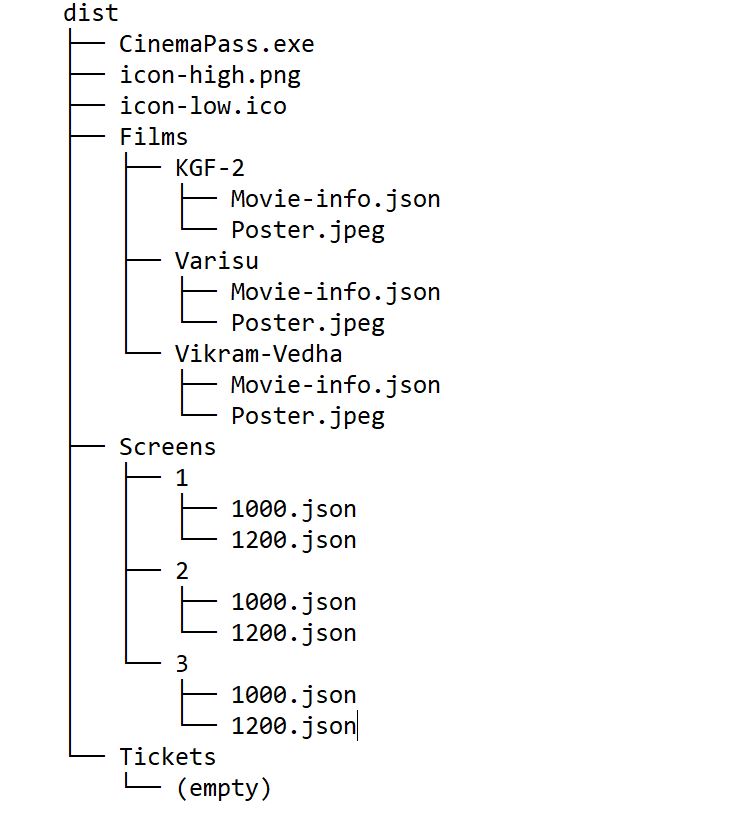 dist
├── CinemaPass.exe
├── icon-high.png
├── icon-low.ico
├── Films
│   ├── KGF-2
│   │   ├── Movie-info.json
│   │   └── Poster.jpeg
│   ├── Varisu
│   │   ├── Movie-info.json
│   │   └── Poster.jpeg
│   └── Vikram-Vedha
│       ├── Movie-info.json
│       └── Poster.jpeg
├── Screens
│   ├── 1
│   │   ├── 1000.json
│   │   └── 1200.json
│   ├── 2
│   │   ├── 1000.json
│   │   └── 1200.json
│   └── 3
│       ├── 1000.json
│       └── 1200.json
└── Tickets
    └── (empty)